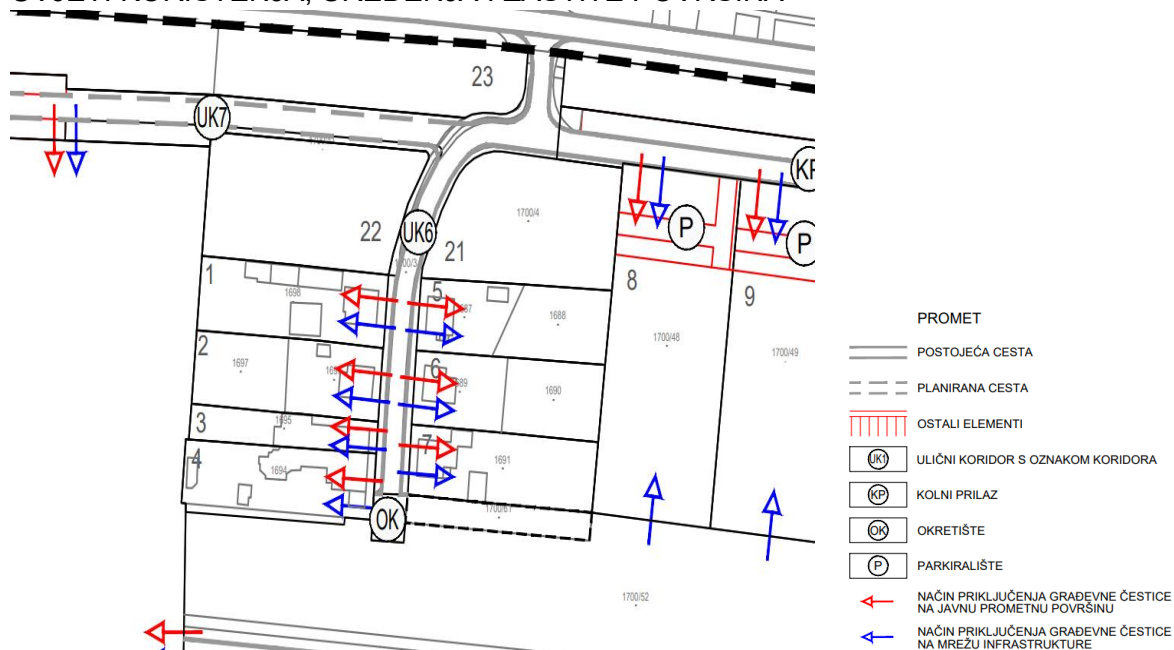 23
UK7
KP
22
UK6
21
1700/4
P
P
1
1698
5
8
9
1688
2
1697
6
1690
1700/48
1700/49
3
1695
7
4
1694
1691
OK
1700/61
1700/52
PROMET
POSTOJEĆA CESTA
PLANIRANA CESTA
OSTALI ELEMENTI
UK1 ULIČNI KORIDOR S OZNAKOM KORIDORA
KP KOLNI PRILAZ
OK OKRETIŠTE
P PARKIRALIŠTE
NAČIN PRIKLJUČENJA GRAĐEVNE ČESTICE
NA JAVNU PROMETNU POVRŠINU
NAČIN PRIKLJUČENJA GRAĐEVNE ČESTICE
NA MREŽU INFRASTRUKTURE